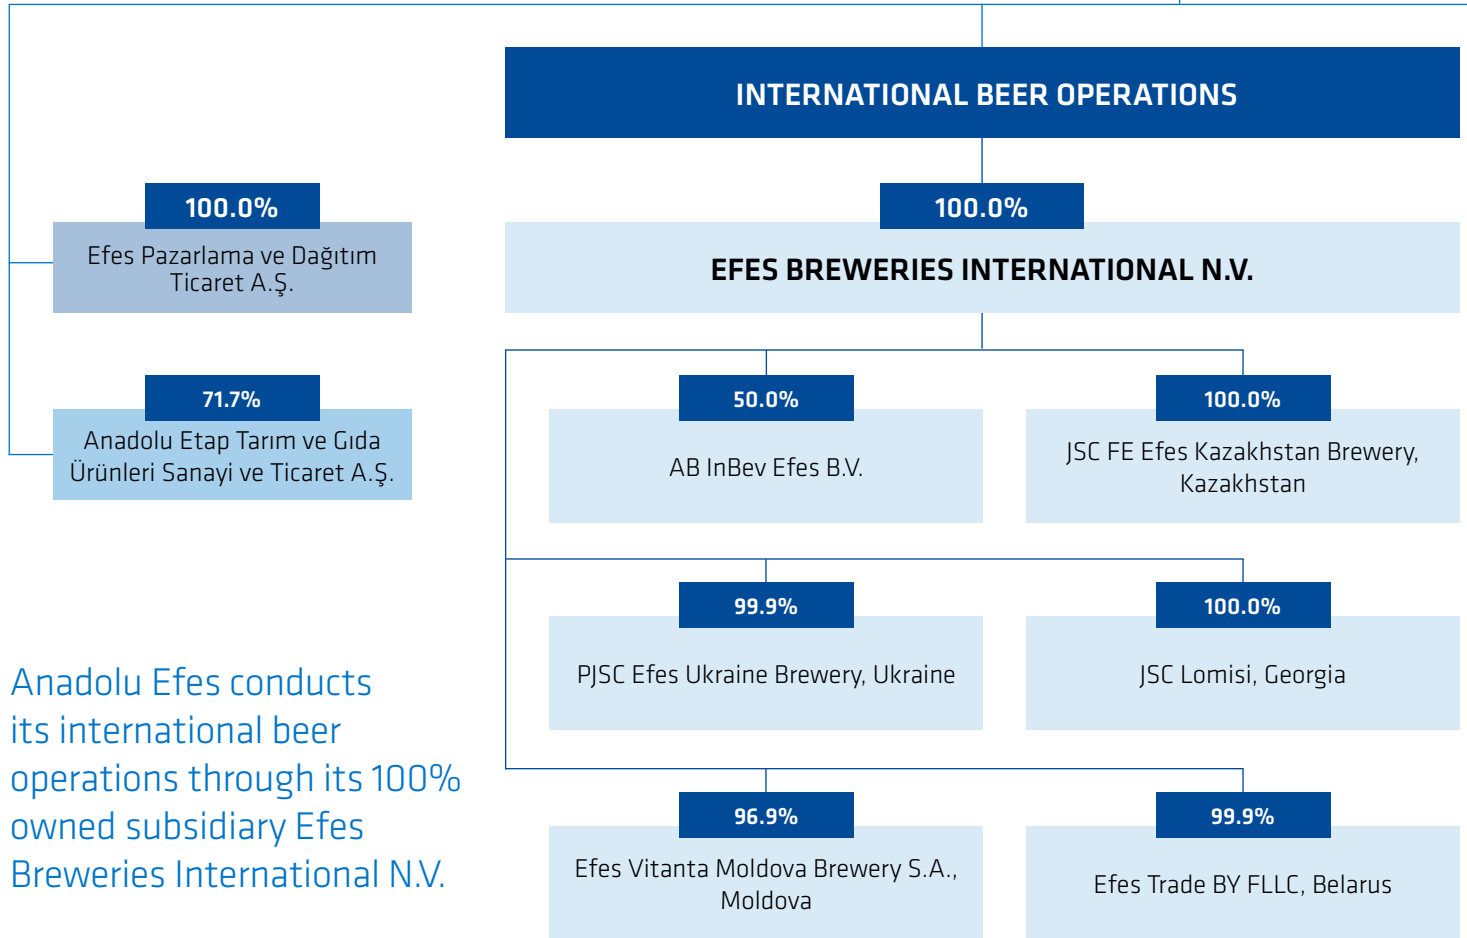 INTERNATIONAL BEER OPERATIONS
100.0%
Efes Pazarlama ve Dağıtım
Ticaret A.Ş.
100.0%
EFES BREWERIES INTERNATIONAL N.V.
71.7%
Anadolu Etap Tarım ve Gıda
Ürünleri Sanayi ve Ticaret A.Ş.
50.0%
AB InBev Efes B.V.
100.0%
JSC FE Efes Kazakhstan Brewery,
Kazakhstan
99.9%
PJSC Efes Ukraine Brewery, Ukraine
100.0%
JSC Lomisi, Georgia
Anadolu Efes conducts
its international beer
operations through its 100%
owned subsidiary Efes
Breweries International N.V.
96.9%
Efes Vitanta Moldova Brewery S.A.,
Moldova
99.9%
Efes Trade BY FLLC, Belarus